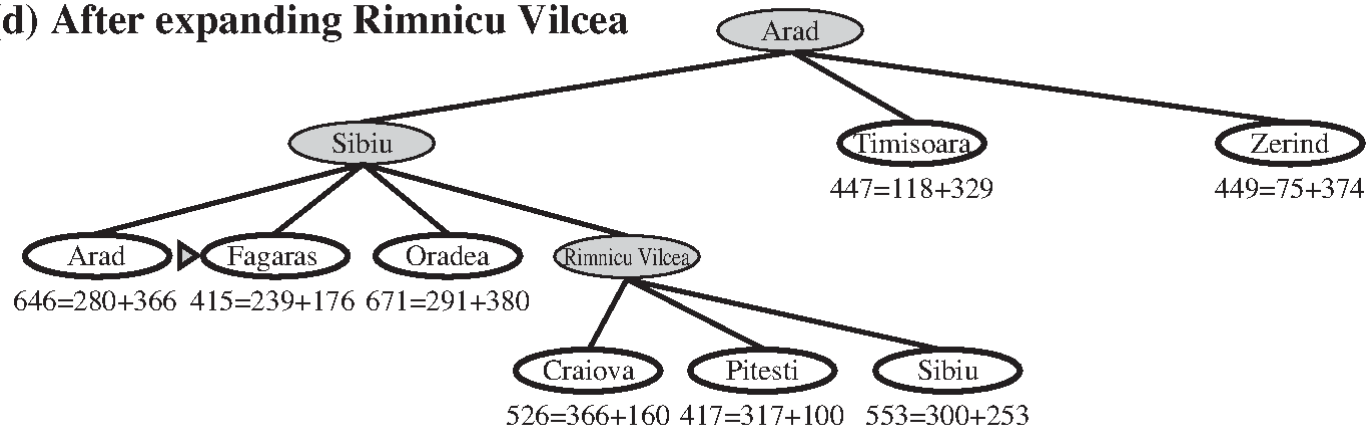 (d) After expanding Rimnicu Vilcea
Arad
Sibiu
Timisoara
Zerind
447=118+329
449=75+374
Arad
Fagaras
Oradea
Rimnicu Vilcea
646=280+366
415=239+176
671=291+380
Craiova
Pitesti
Sibiu
526=366+160
417=317+100
553=300+253